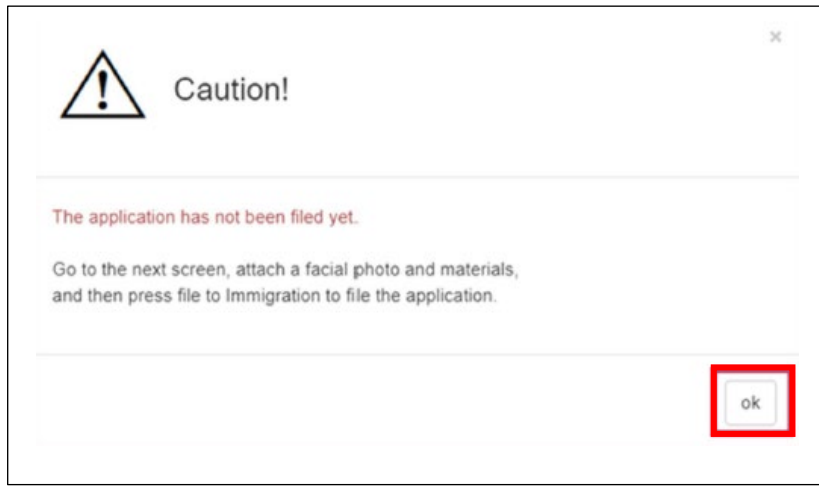 Caution!
The application has not been filed yet.
Go to the next screen, attach a facial photo and materials,
and then press file to Immigration to file the application.
ok